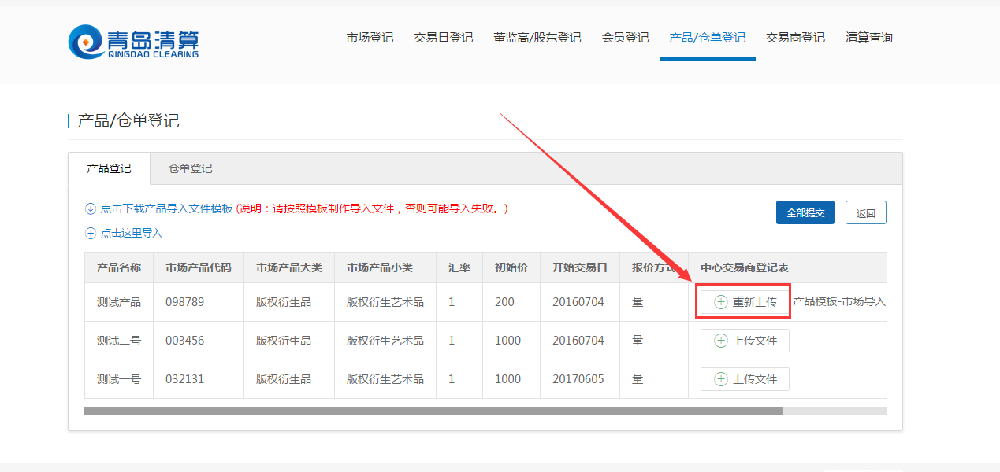 青岛清算
QINGDAO CLEARING
市场登记 交易日登记 董监高/股东登记 会员登记 产品/仓单登记 交易商登记 清算查询
产品/仓单登记
产品登记 仓单登记
点击下载产品导入文件模板 (说明：请按照模板制作导入文件，否则可能导入失败。)
全部提交 返回
点击这里导入
产品名称 市场产品代码 市场产品大类 市场产品小类 汇率 初始价 开始交易日 报价方式 中心交易商登记表
测试产品 098789 版权衍生品 版权衍生艺术品 1 200 20160704 量 重新上传 产品模板-市场导入
测试二号 003456 版权衍生品 版权衍生艺术品 1 1000 20160704 量 上传文件
测试一号 032131 版权衍生品 版权衍生艺术品 1 1000 20170605 量 上传文件